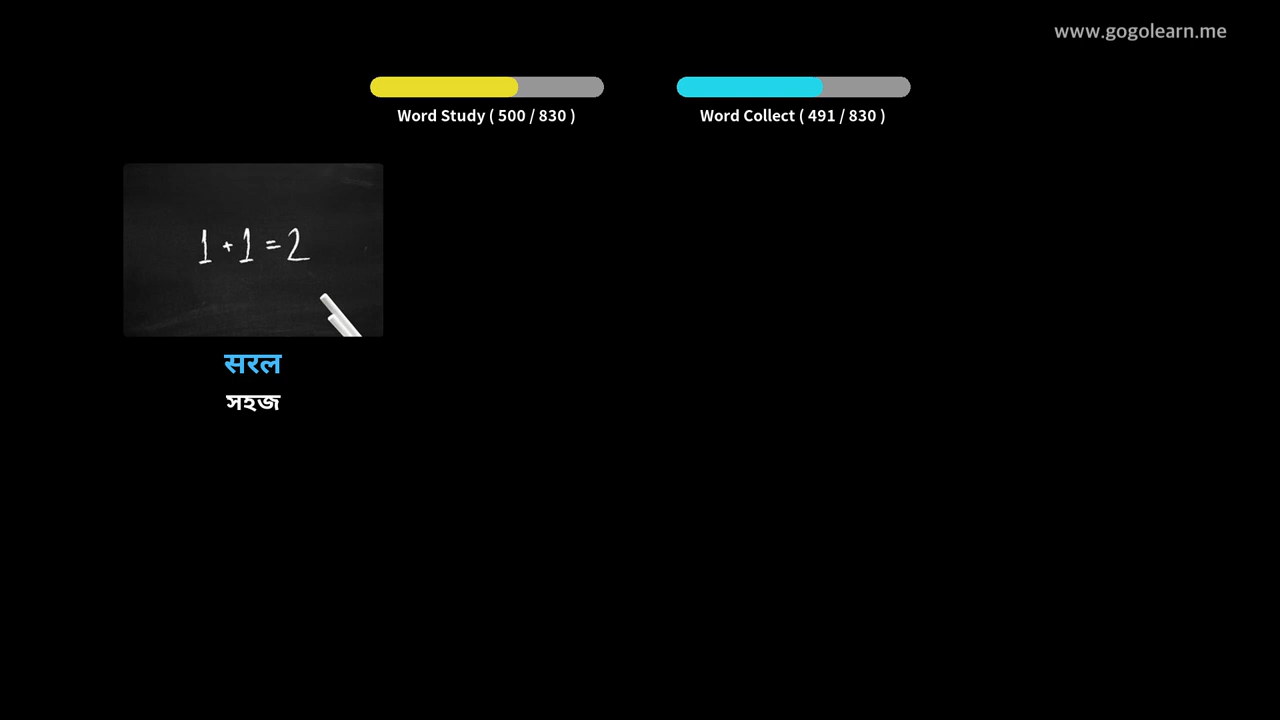 www.gogolearn.me
Word Study ( 500 / 830 )
Word Collect ( 491 / 830 )
1 + 1 = 2
सरल
সহজ